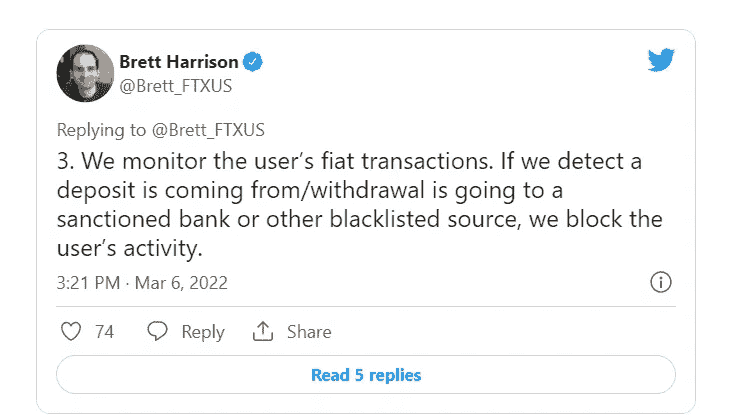 Brett Harrison
@Brett_FTXUS
Replying to @Brett_FTXUS
3. We monitor the user’s fiat transactions. If we detect a
deposit is coming from/withdrawal is going to a
sanctioned bank or other blacklisted source, we block the
user’s activity.
3:21 PM · Mar 6, 2022
74 Reply Share
Read 5 replies